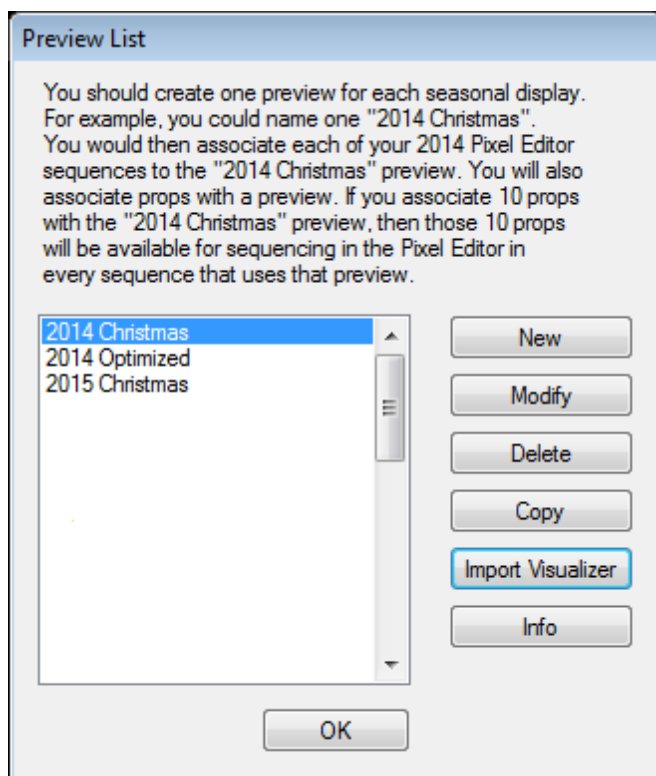 Preview List
You should create one preview for each seasonal display.
For example, you could name one "2014 Christmas".
You would then associate each of your 2014 Pixel Editor
sequences to the "2014 Christmas" preview. You will also
associate props with a preview. If you associate 10 props
with the "2014 Christmas" preview, then those 10 props
will be available for sequencing in the Pixel Editor in
every sequence that uses that preview.
2014 Christmas
2014 Optimized
2015 Christmas
New
Modify
Delete
Copy
Import Visualizer
Info
OK